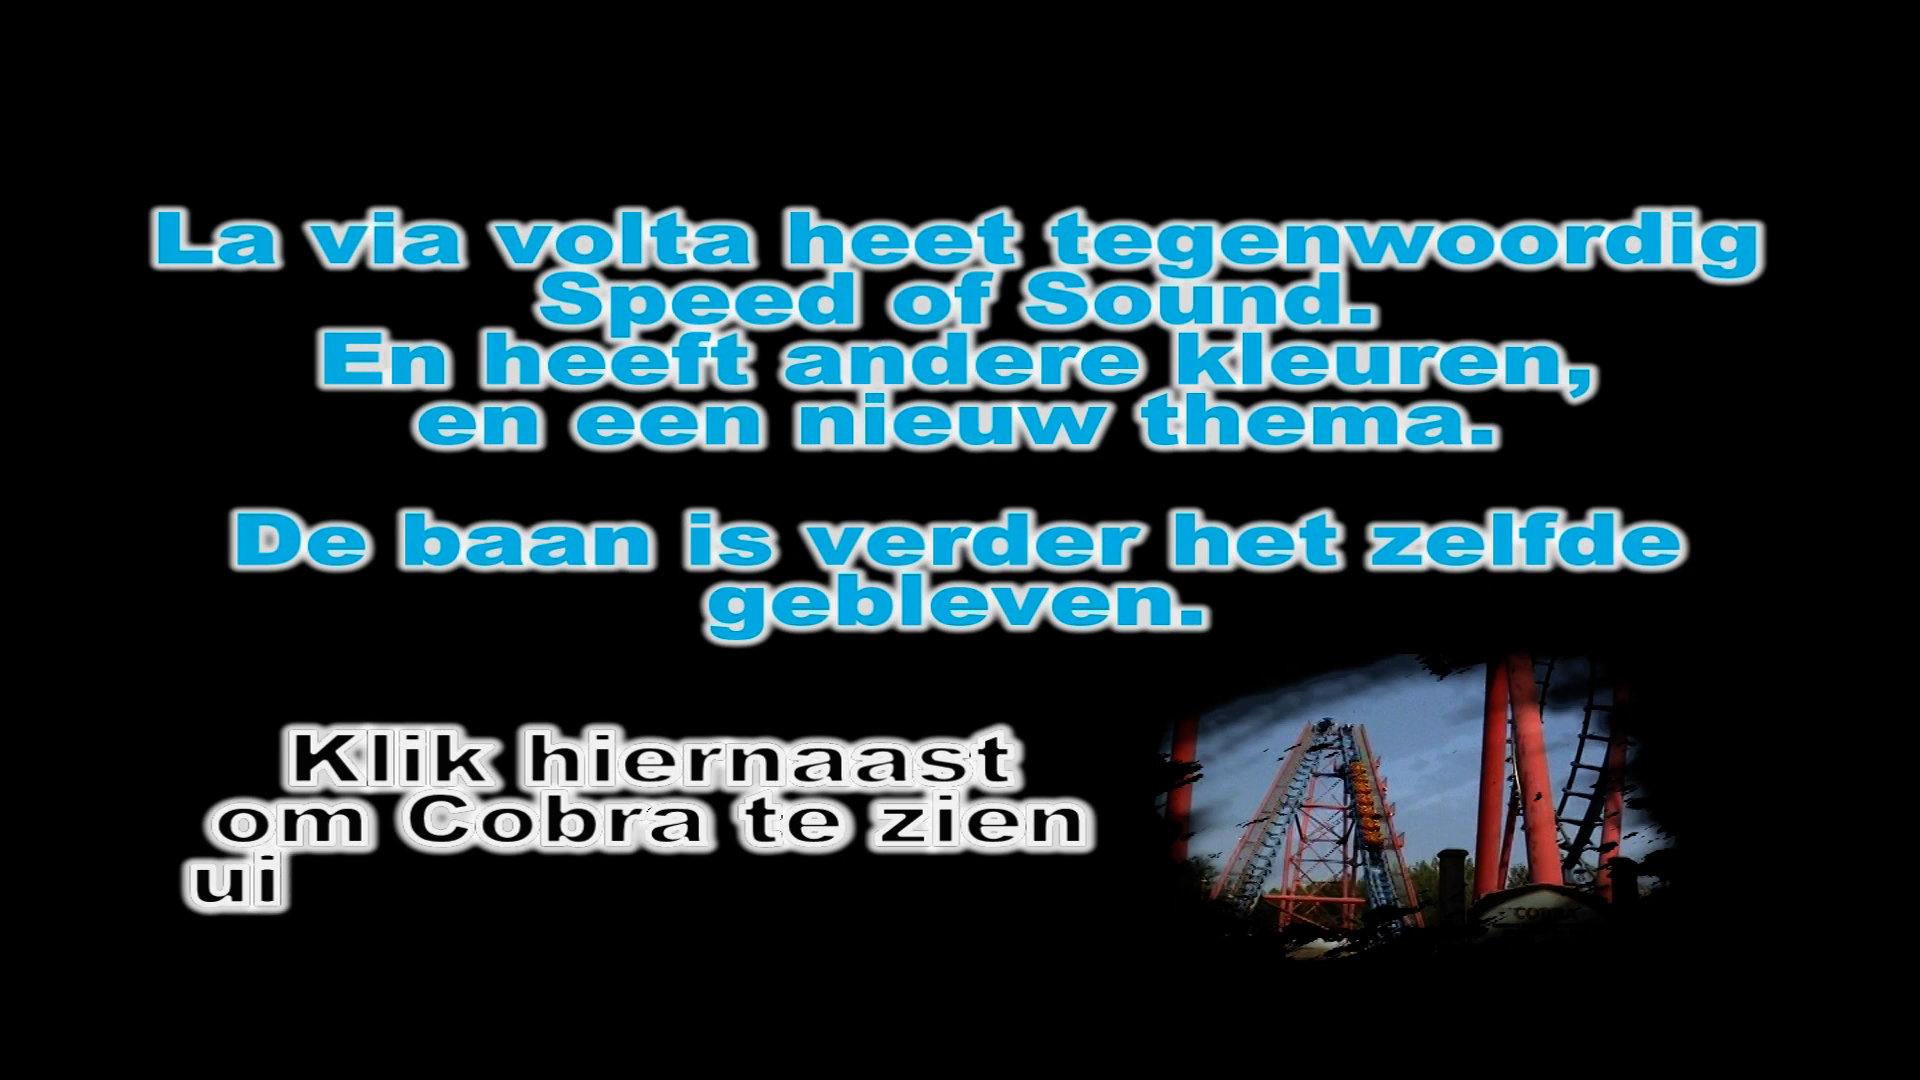 La via volta heet tegenwoordig
Speed of Sound.
En heeft andere kleuren,
en een nieuw thema.
De baan is verder het zelfde
gebleven.
Klik hiernaast
om Cobra te zien
ui